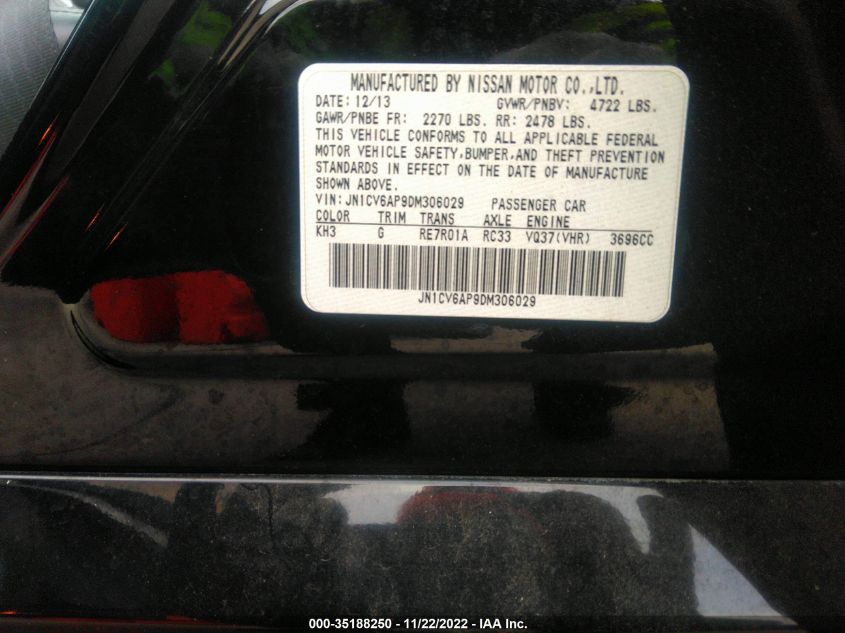 MANUFACTURED BY NISSAN MOTOR CO.,LTD.
DATE: 12/13 GVWR/PNBV: 4722 LBS.
GAWR/PNBE FR: 2270 LBS. RR: 2478 LBS.
THIS VEHICLE CONFORMS TO ALL APPLICABLE FEDERAL
MOTOR VEHICLE SAFETY,BUMPER,AND THEFT PREVENTION
STANDARDS IN EFFECT ON THE DATE OF MANUFACTURE
SHOWN ABOVE.
VIN:JN1CV6AP9DM306029 PASSENGER CAR
COLOR TRIM TRANS AXLE ENGINE
KH3 G RE7R01A RC33 VQ37(VHR) 3696CC
JN1CV6AP9DM306029
000-35188250 - 11/22/2022 - IAA Inc.